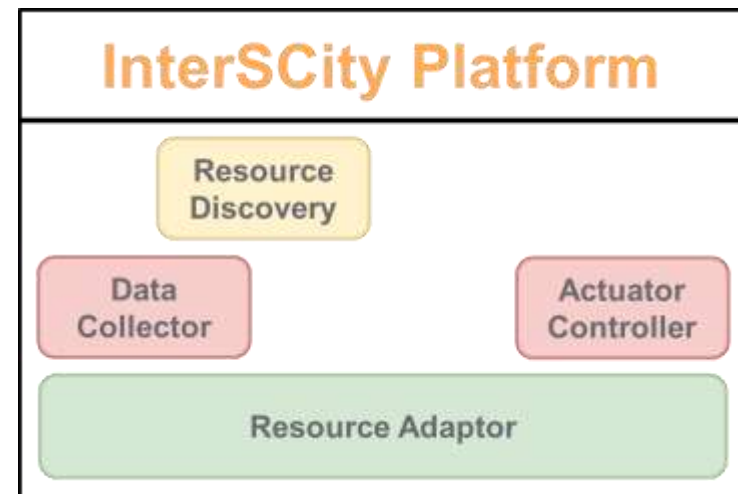 InterSCity Platform
Resource
Discovery
Data
Collector
Actuator
Controller
Resource Adaptor